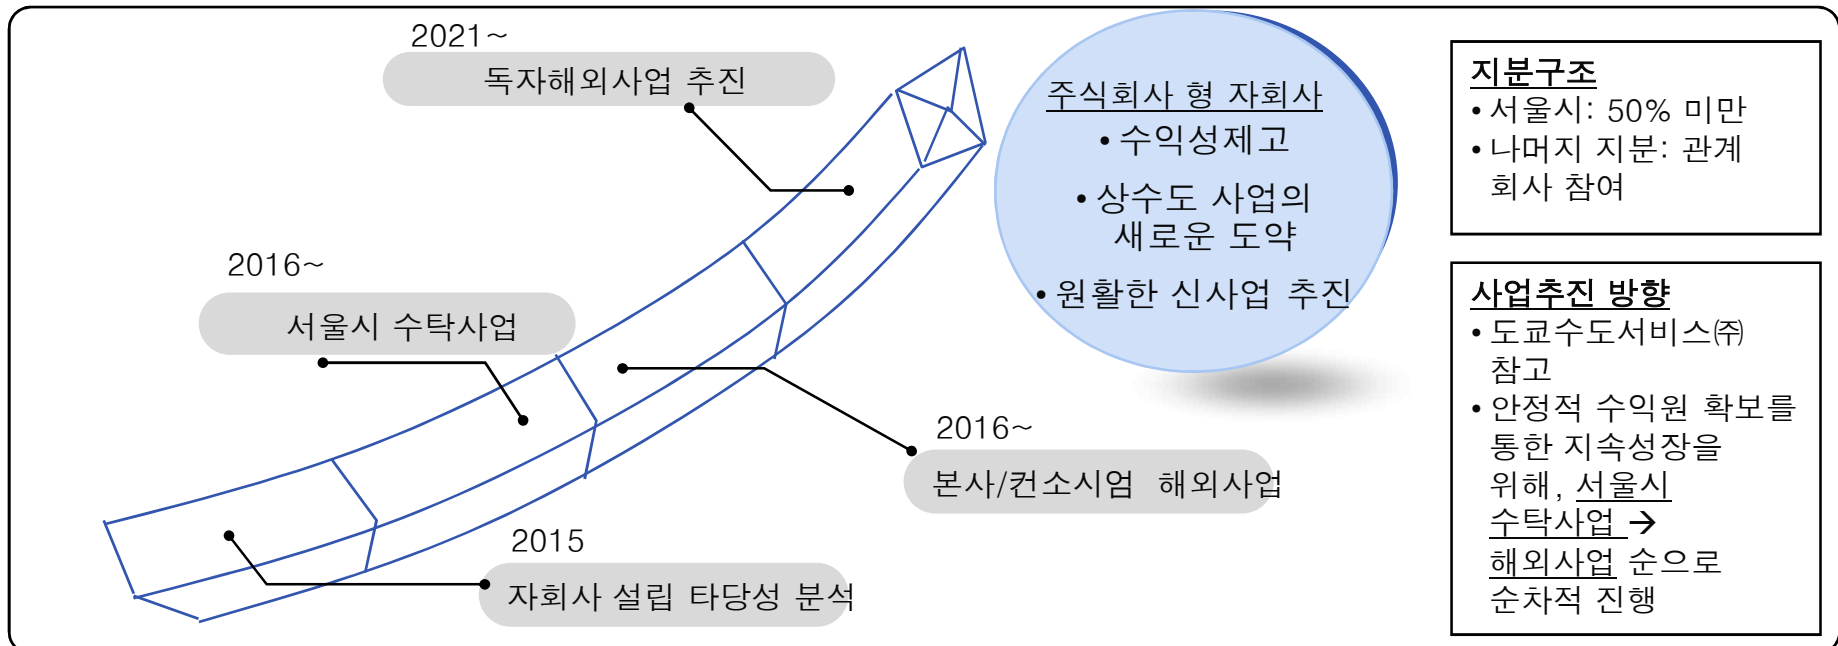 2021~
독자해외사업 추진
2016~
서울시 수탁사업
2016~
본사/컨소시엄 해외사업
2015
자회사 설립 타당성 분석
주식회사 형 자회사
• 수익성제고
• 상수도 사업의
새로운 도약
• 원활한 신사업 추진
지분구조
• 서울시: 50% 미만
• 나머지 지분: 관계
회사 참여
사업추진 방향
• 도쿄수도서비스㈜
참고
• 안정적 수익원 확보를
통한 지속성장을
위해, 서울시
수탁사업 →
해외사업 순으로
순차적 진행